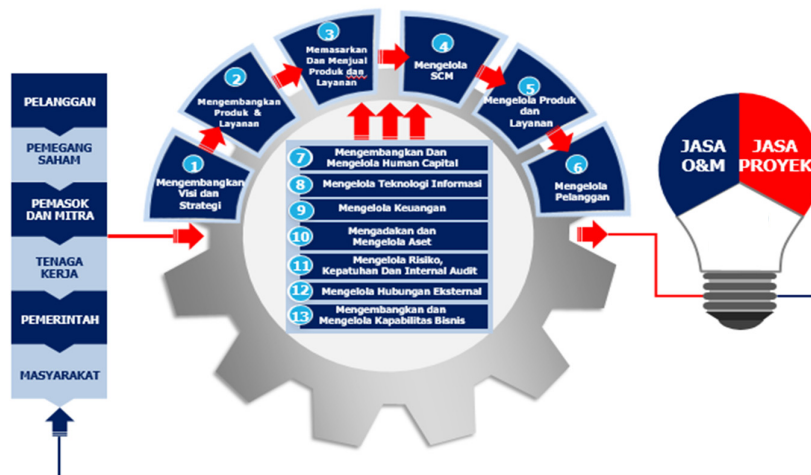 PELANGGAN
PEMEGANG
SAHAM
PEMASOK
DAN MITRA
TENAGA
KERJA
PEMERINTAH
MASYARAKAT
1
Mengembangkan
Visi dan
Strategi
2
Mengembangkan
Produk &
Layanan
3
Memasarkan
Dan Menjual
Produk dan
Layanan
4
Mengelola
SCM
5
Mengelola Produk
dan
Layanan
6
Mengelola
Pelanggan
7 Mengembangkan Dan
Mengelola Human Capital
8 Mengelola Teknologi Informasi
9 Mengelola Keuangan
10 Mengadakan dan
Mengelola Aset
11 Mengelola Risiko,
Kepatuhan Dan Internal Audit
12 Mengelola Hubungan Eksternal
13 Mengembangkan dan
Mengelola Kapabilitas Bisnis
JASA
O&M
JASA
PROYEK